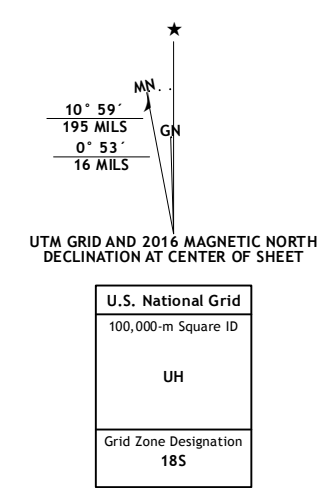 ★
MN
GN
10° 59´
195 MILS
0° 53´
16 MILS
UTM GRID AND 2016 MAGNETIC NORTH
DECLINATION AT CENTER OF SHEET
U.S. National Grid
100,000-m Square ID
UH
Grid Zone Designation
18S